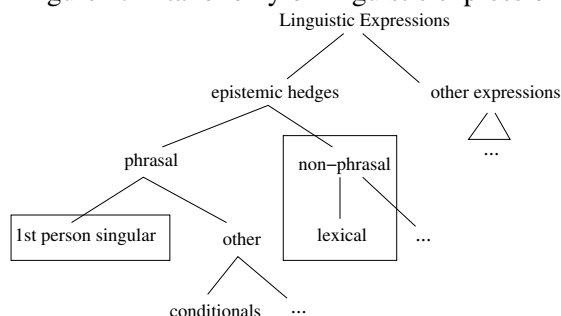 Linguistic Expressions
epistemic hedges other expressions
...
phrasal non-phrasal
1st person singular other lexical ...
conditionals ...